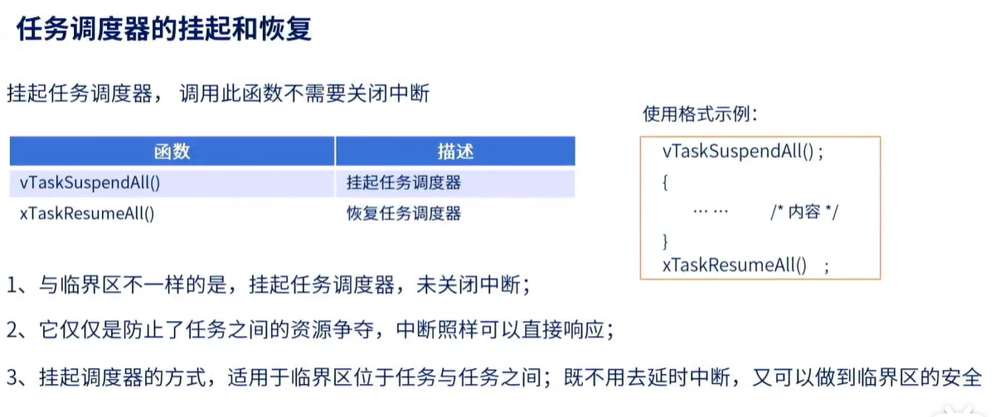 任务调度器的挂起和恢复
挂起任务调度器， 调用此函数不需要关闭中断
函数 描述
vTaskSuspendAll() 挂起任务调度器
xTaskResumeAll() 恢复任务调度器
使用格式示例：
vTaskSuspendAll() ;
{
… … /* 内容 */
}
xTaskResumeAll() ;
1、与临界区不一样的是，挂起任务调度器，未关闭中断；
2、它仅仅是防止了任务之间的资源争夺，中断照样可以直接响应；
3、挂起调度器的方式，适用于临界区位于任务与任务之间；既不用去延时中断，又可以做到临界区的安全